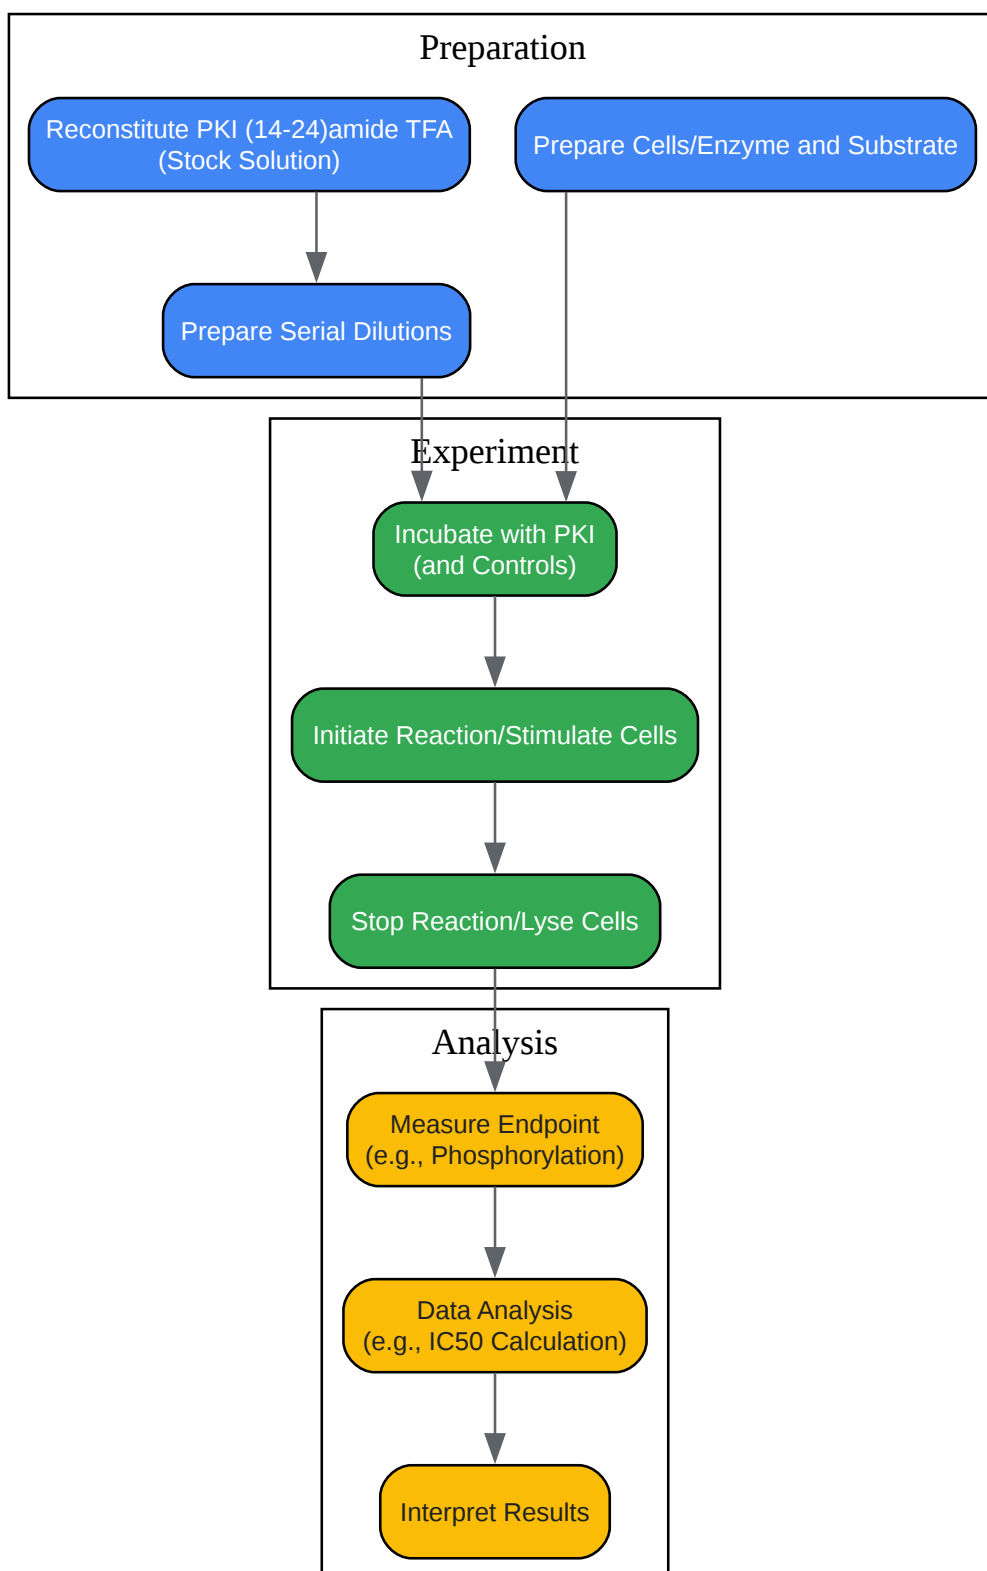 Preparation
Reconstitute PKI (14-24)amide TFA
(Stock Solution)
Prepare Cells/Enzyme and Substrate
Prepare Serial Dilutions
Experiment
Incubate with PKI
(and Controls)
Initiate Reaction/Stimulate Cells
Stop Reaction/Lyse Cells
Analysis
Measure Endpoint
(e.g., Phosphorylation)
Data Analysis
(e.g., IC50 Calculation)
Interpret Results